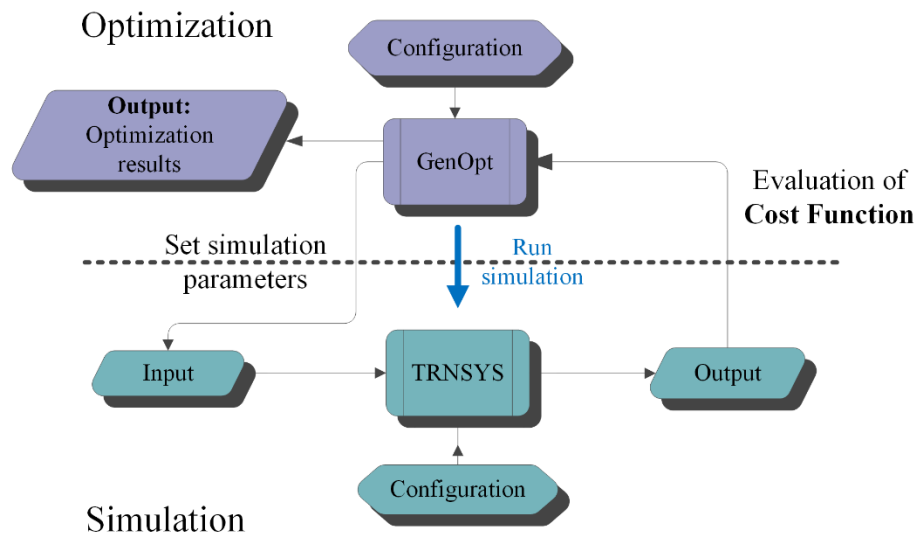 Optimization
Configuration
Output:
Optimization
results
GenOpt
Evaluation of
Cost Function
Set simulation
parameters
Run
simulation
Input
TRNSYS
Output
Configuration
Simulation